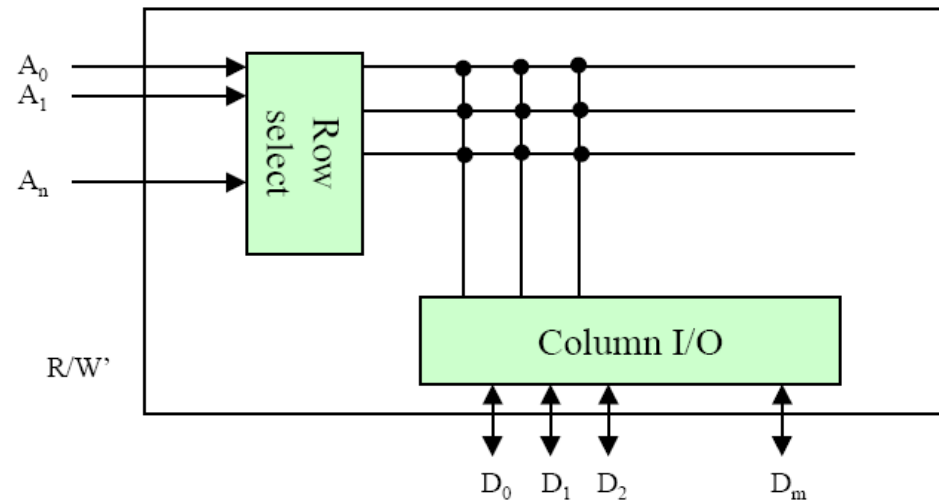 A₀
A₁
Aₙ
Row
select
Column I/O
R/W’
D₀ D₁ D₂ Dₘ